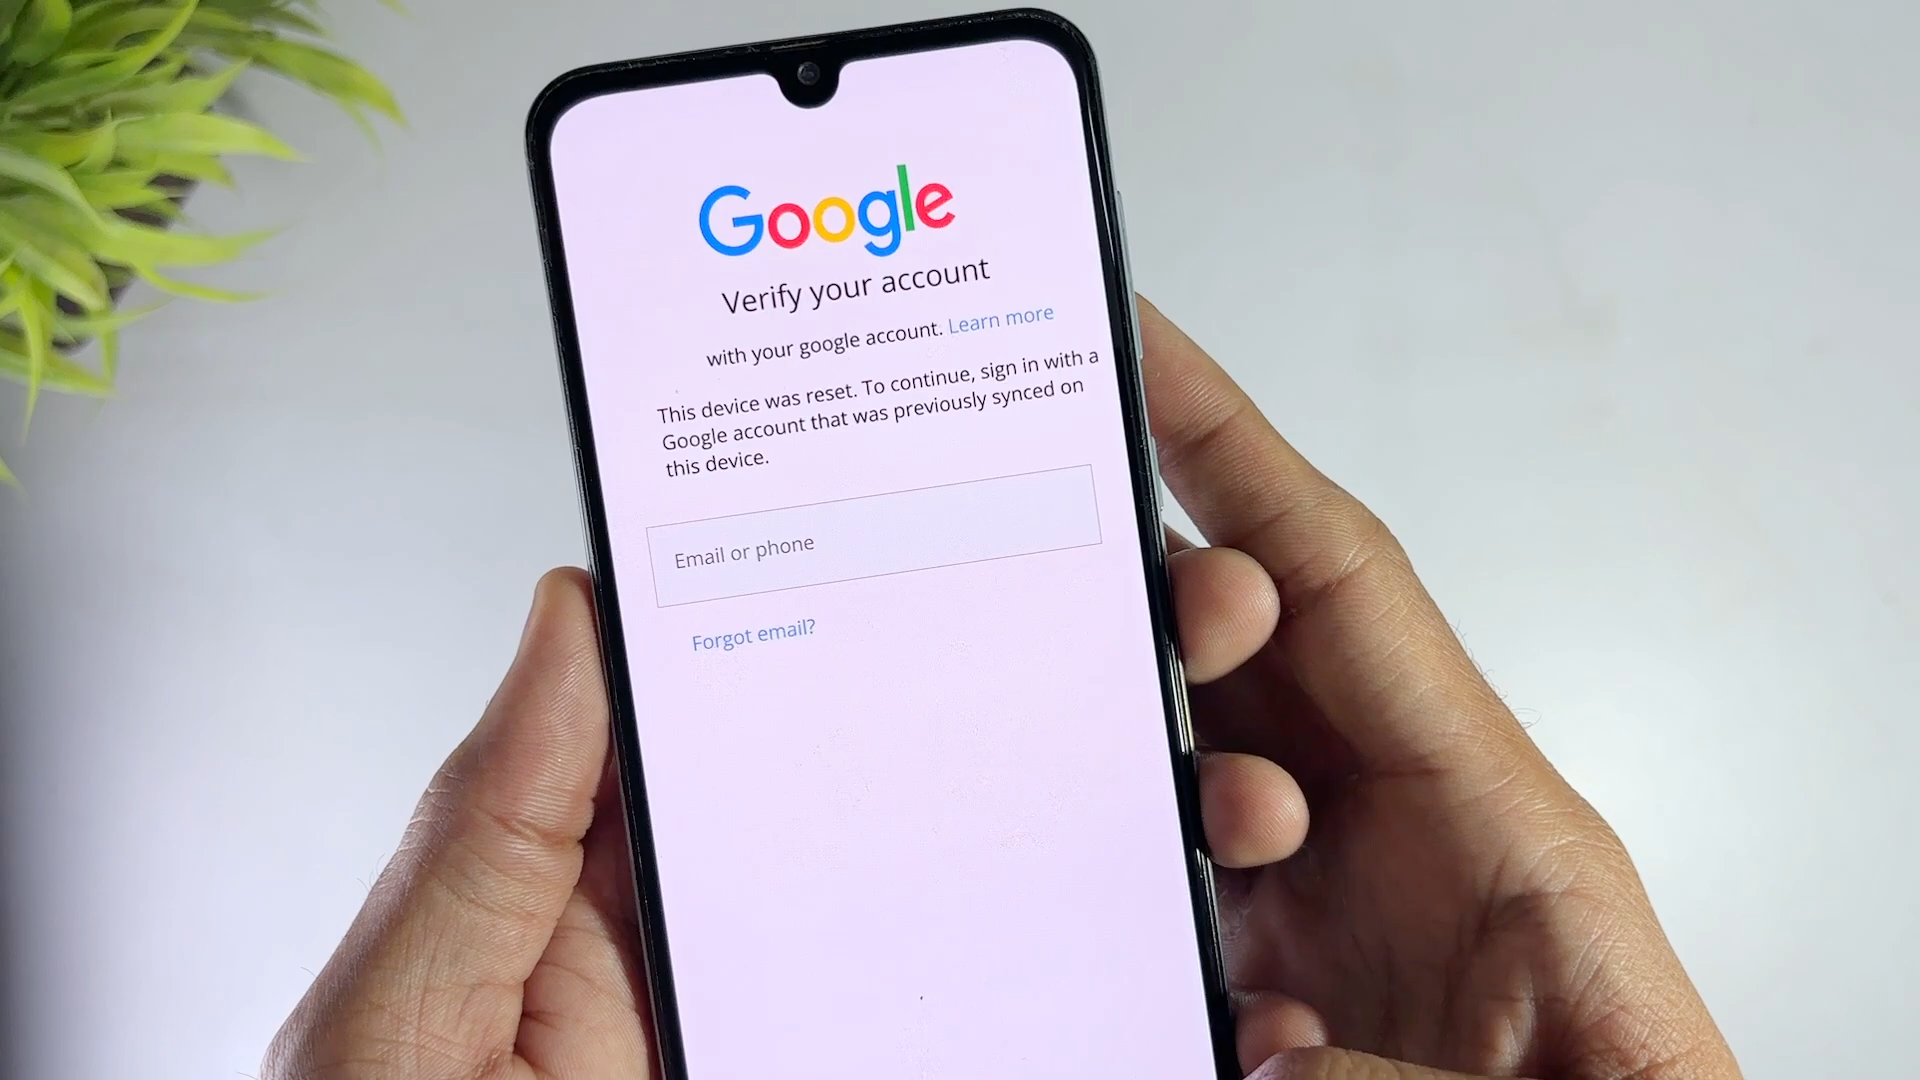 Google
Verify your account
with your google account. Learn more
This device was reset. To continue, sign in with a
Google account that was previously synced on
this device.
Email or phone
Forgot email?